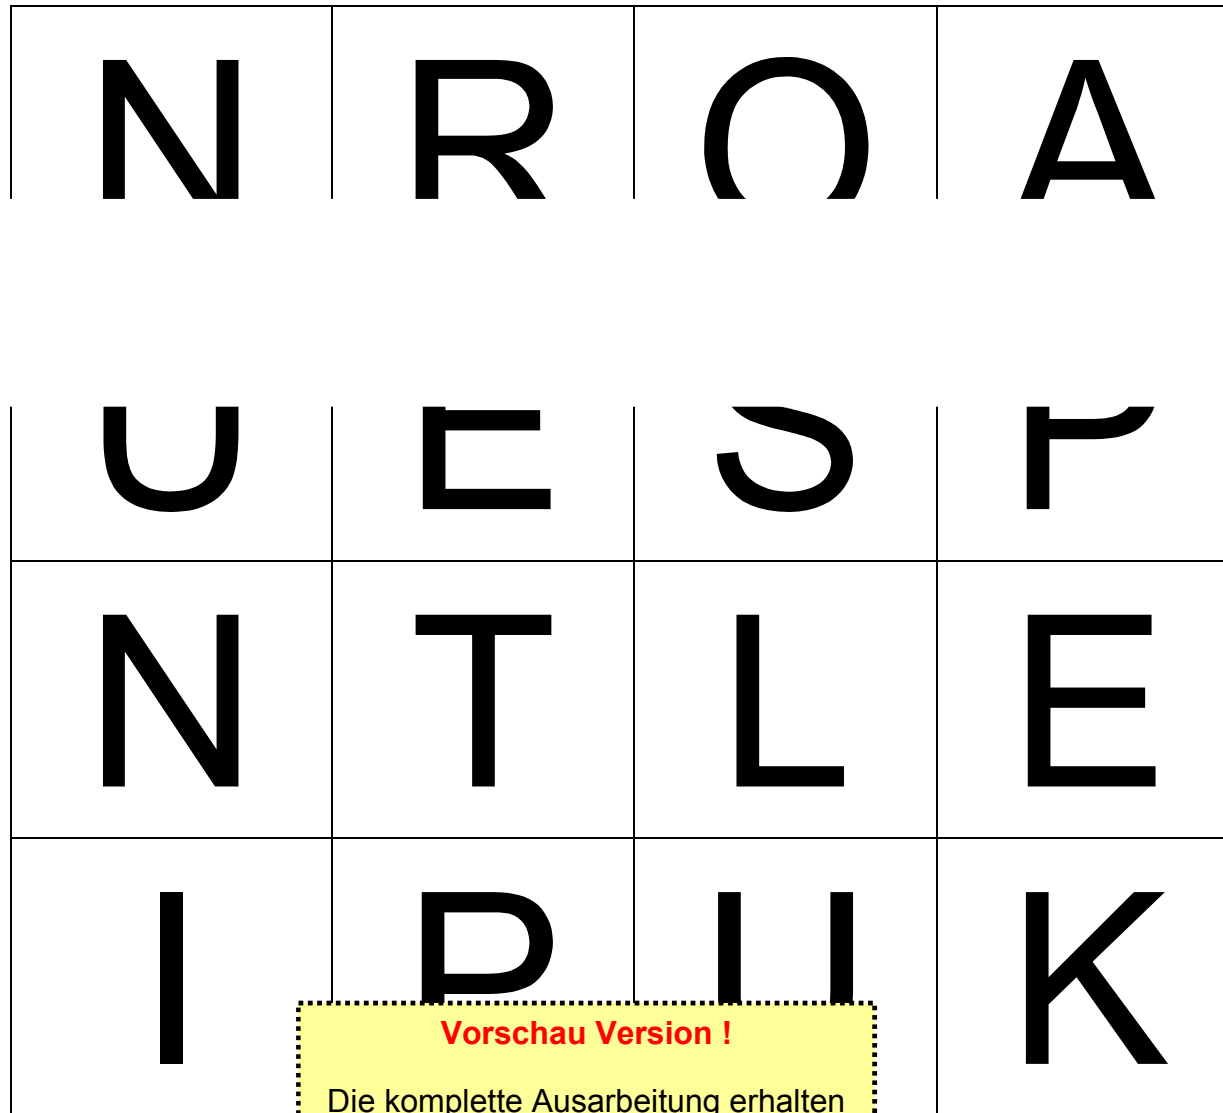 N R O A
U E S P
N T L E
I P U K
Vorschau Version !
Die komplette Ausarbeitung erhalten